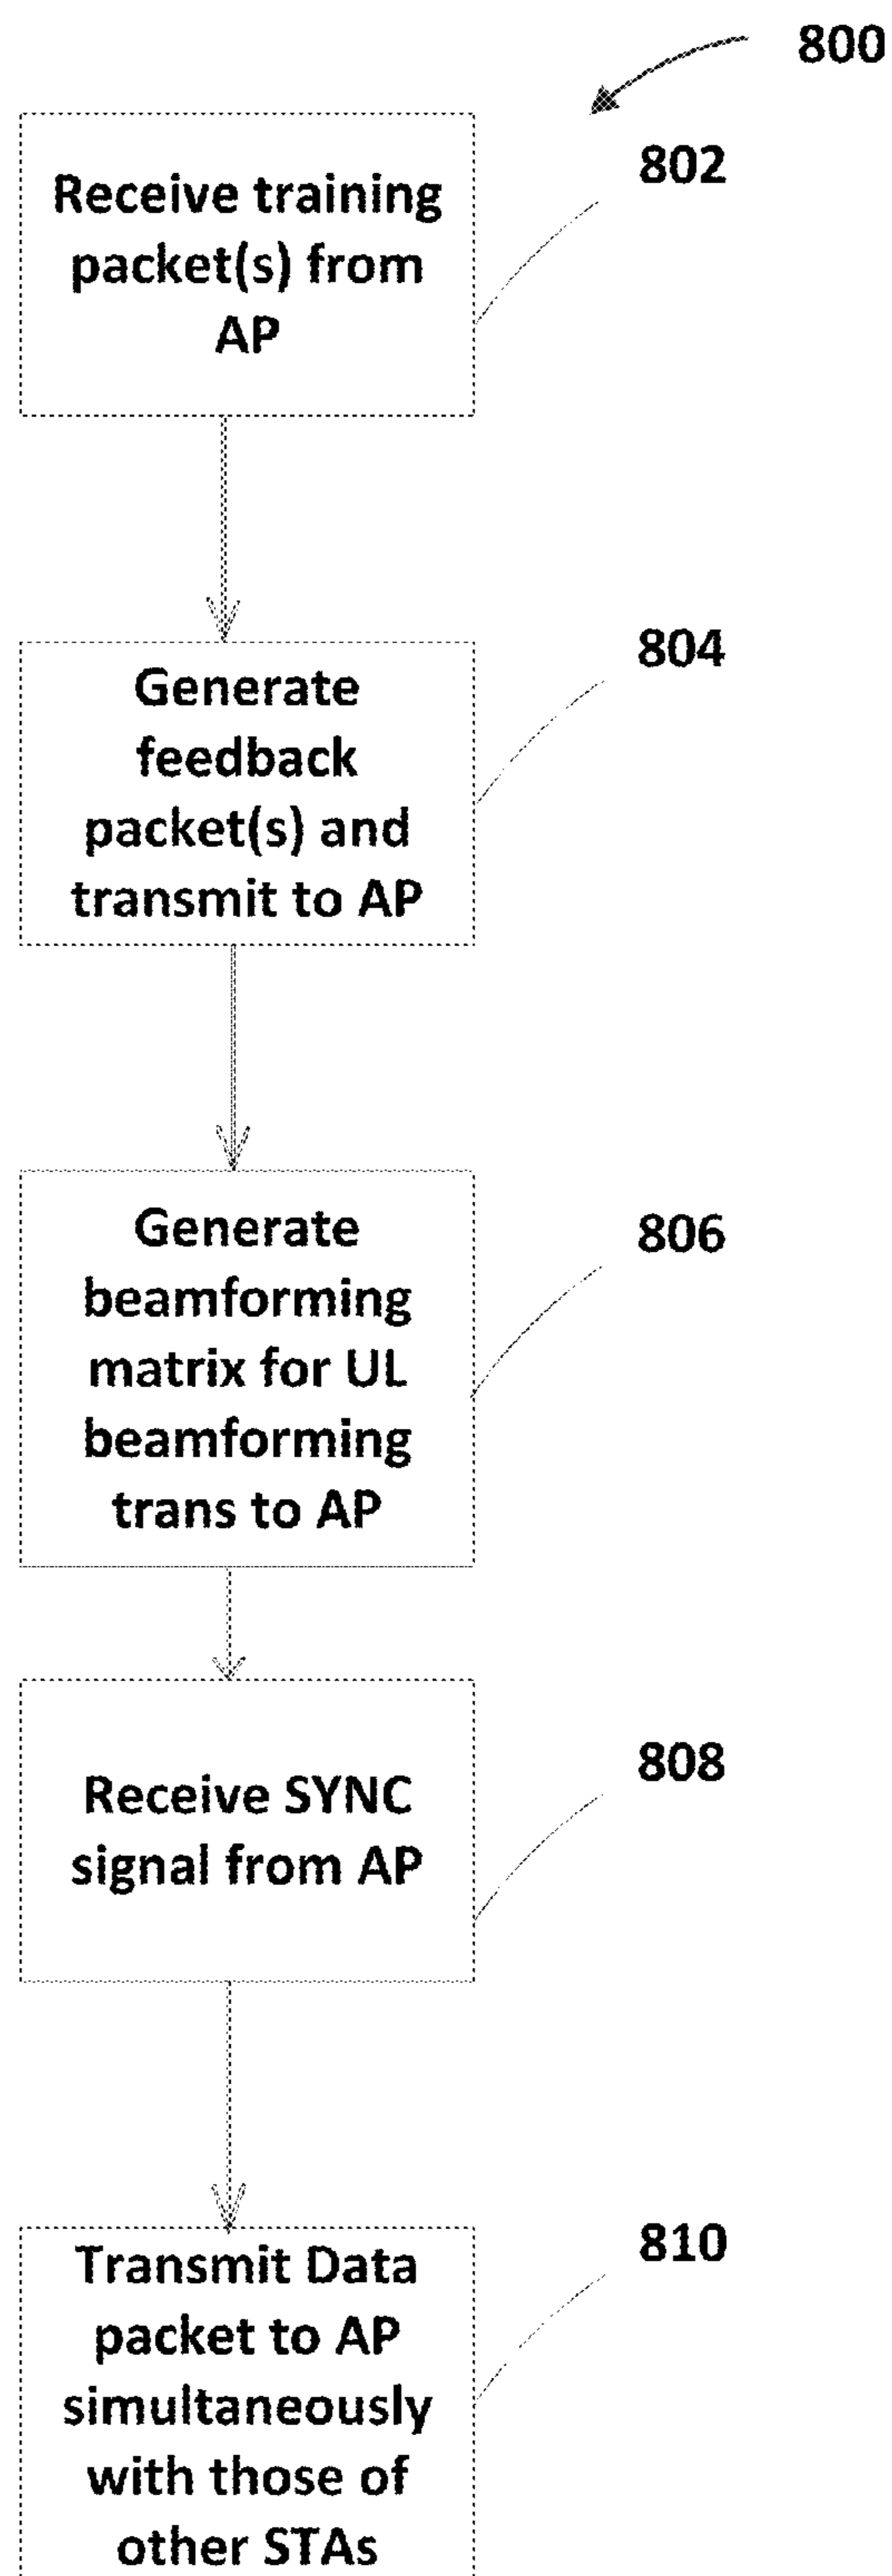 800
802
Receive training
packet(s) from
AP
804
Generate
feedback
packet(s) and
transmit to AP
806
Generate
beamforming
matrix for UL
beamforming
trans to AP
808
Receive SYNC
signal from AP
810
Transmit Data
packet to AP
simultaneously
with those of
other STAs